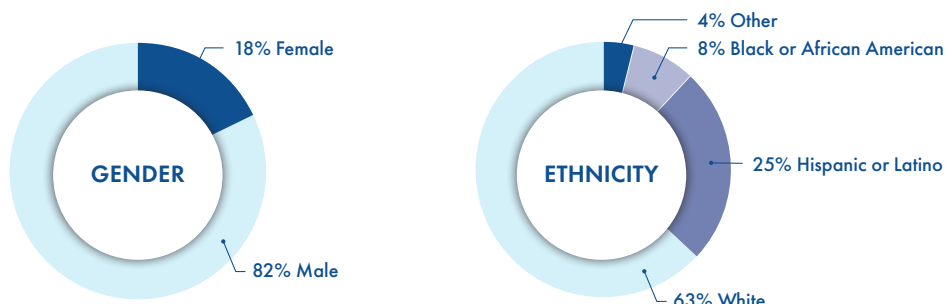 18% Female
GENDER
82% Male
4% Other
8% Black or African American
25% Hispanic or Latino
ETHNICITY
63% White